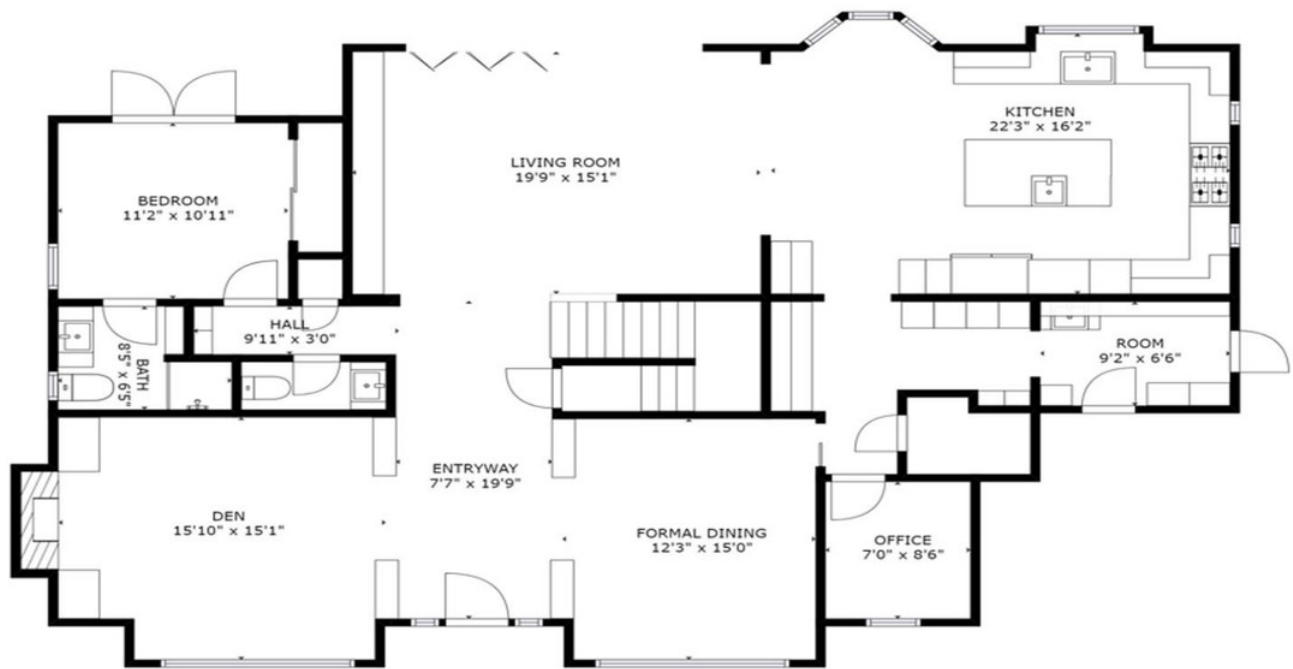 KITCHEN
22'3" x 16'2"
LIVING ROOM
19'9" x 15'1"
BEDROOM
11'2" x 10'11"
HALL
9'11" x 3'0"
BATH
8'5" x 6'5"
ROOM
9'2" x 6'6"
ENTRYWAY
7'7" x 19'9"
DEN
15'10" x 15'1"
FORMAL DINING
12'3" x 15'0"
OFFICE
7'0" x 8'6"